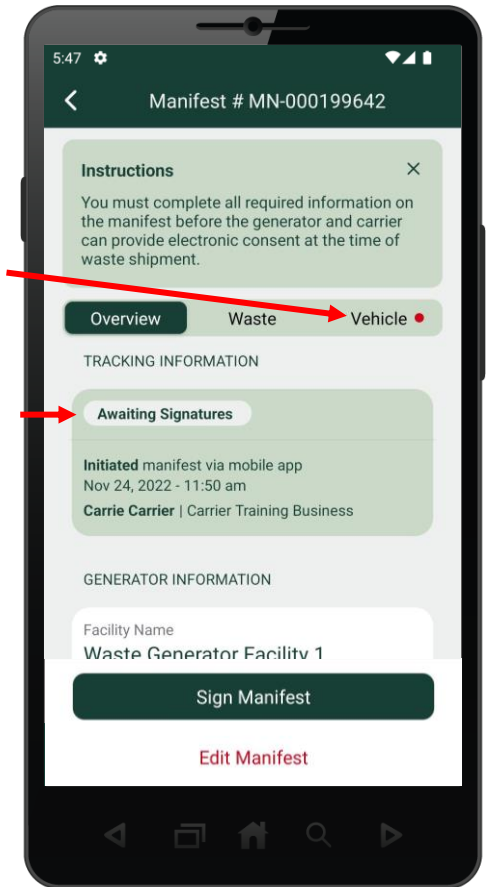 5:47
Manifest # MN-000199642
Instructions
You must complete all required information on
the manifest before the generator and carrier
can provide electronic consent at the time of
waste shipment.
Overview Waste Vehicle
TRACKING INFORMATION
Awaiting Signatures
Initiated manifest via mobile app
Nov 24, 2022 - 11:50 am
Carrie Carrier | Carrier Training Business
GENERATOR INFORMATION
Facility Name
Waste Generator Facility 1
Sign Manifest
Edit Manifest